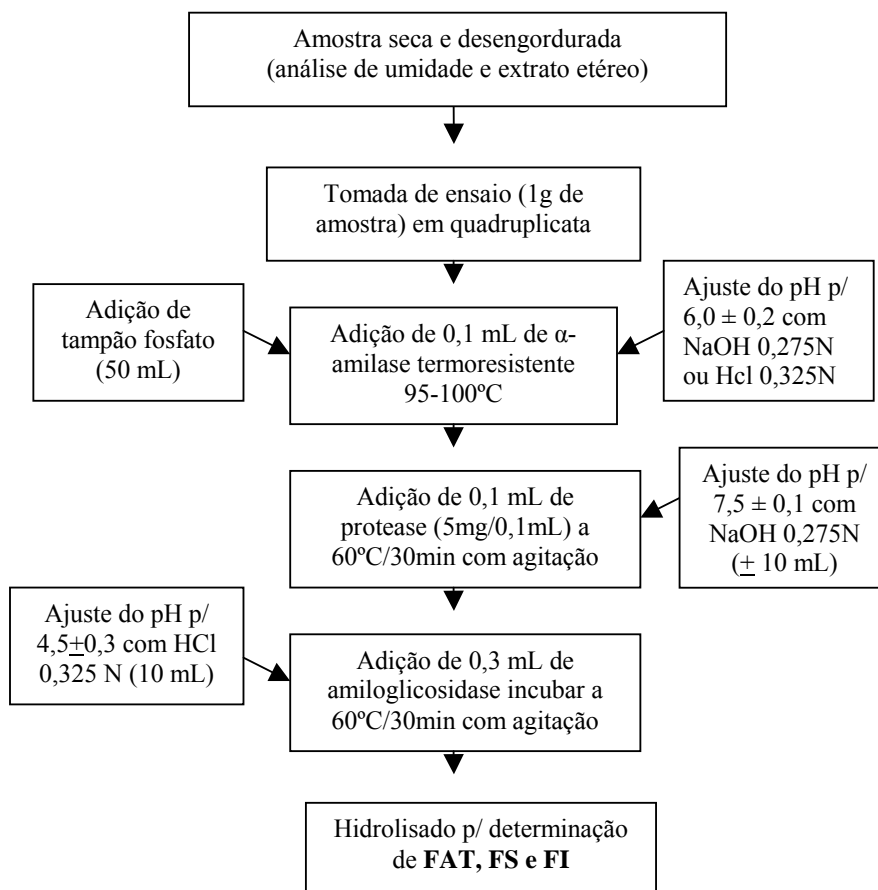 Amostra seca e desengordurada
(análise de umidade e extrato etéreo)
Tomada de ensaio (1g de
amostra) em quadruplicata
Adição de
tampão fosfato
(50 mL)
Adição de 0,1 mL de α-
amilase termoresistente
95-100ºC
Ajuste do pH p/
6,0 ± 0,2 com
NaOH 0,275N
ou Hcl 0,325N
Adição de 0,1 mL de
protease (5mg/0,1mL) a
60ºC/30min com agitação
Ajuste do pH p/
7,5 ± 0,1 com
NaOH 0,275N
(± 10 mL)
Ajuste do pH p/
4,5±0,3 com HCl
0,325 N (10 mL)
Adição de 0,3 mL de
amiloglicosidase incubar a
60ºC/30min com agitação
Hidrolisado p/ determinação
de FAT, FS e FI